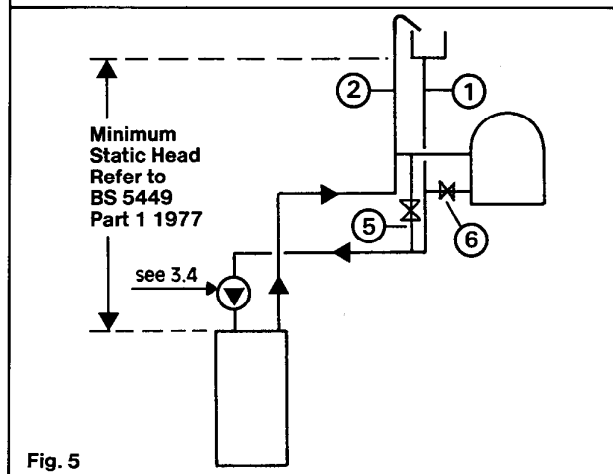 2
1
Minimum
Static Head
Refer to
BS 5449
Part 1 1977
5
6
see 3.4
Fig. 5